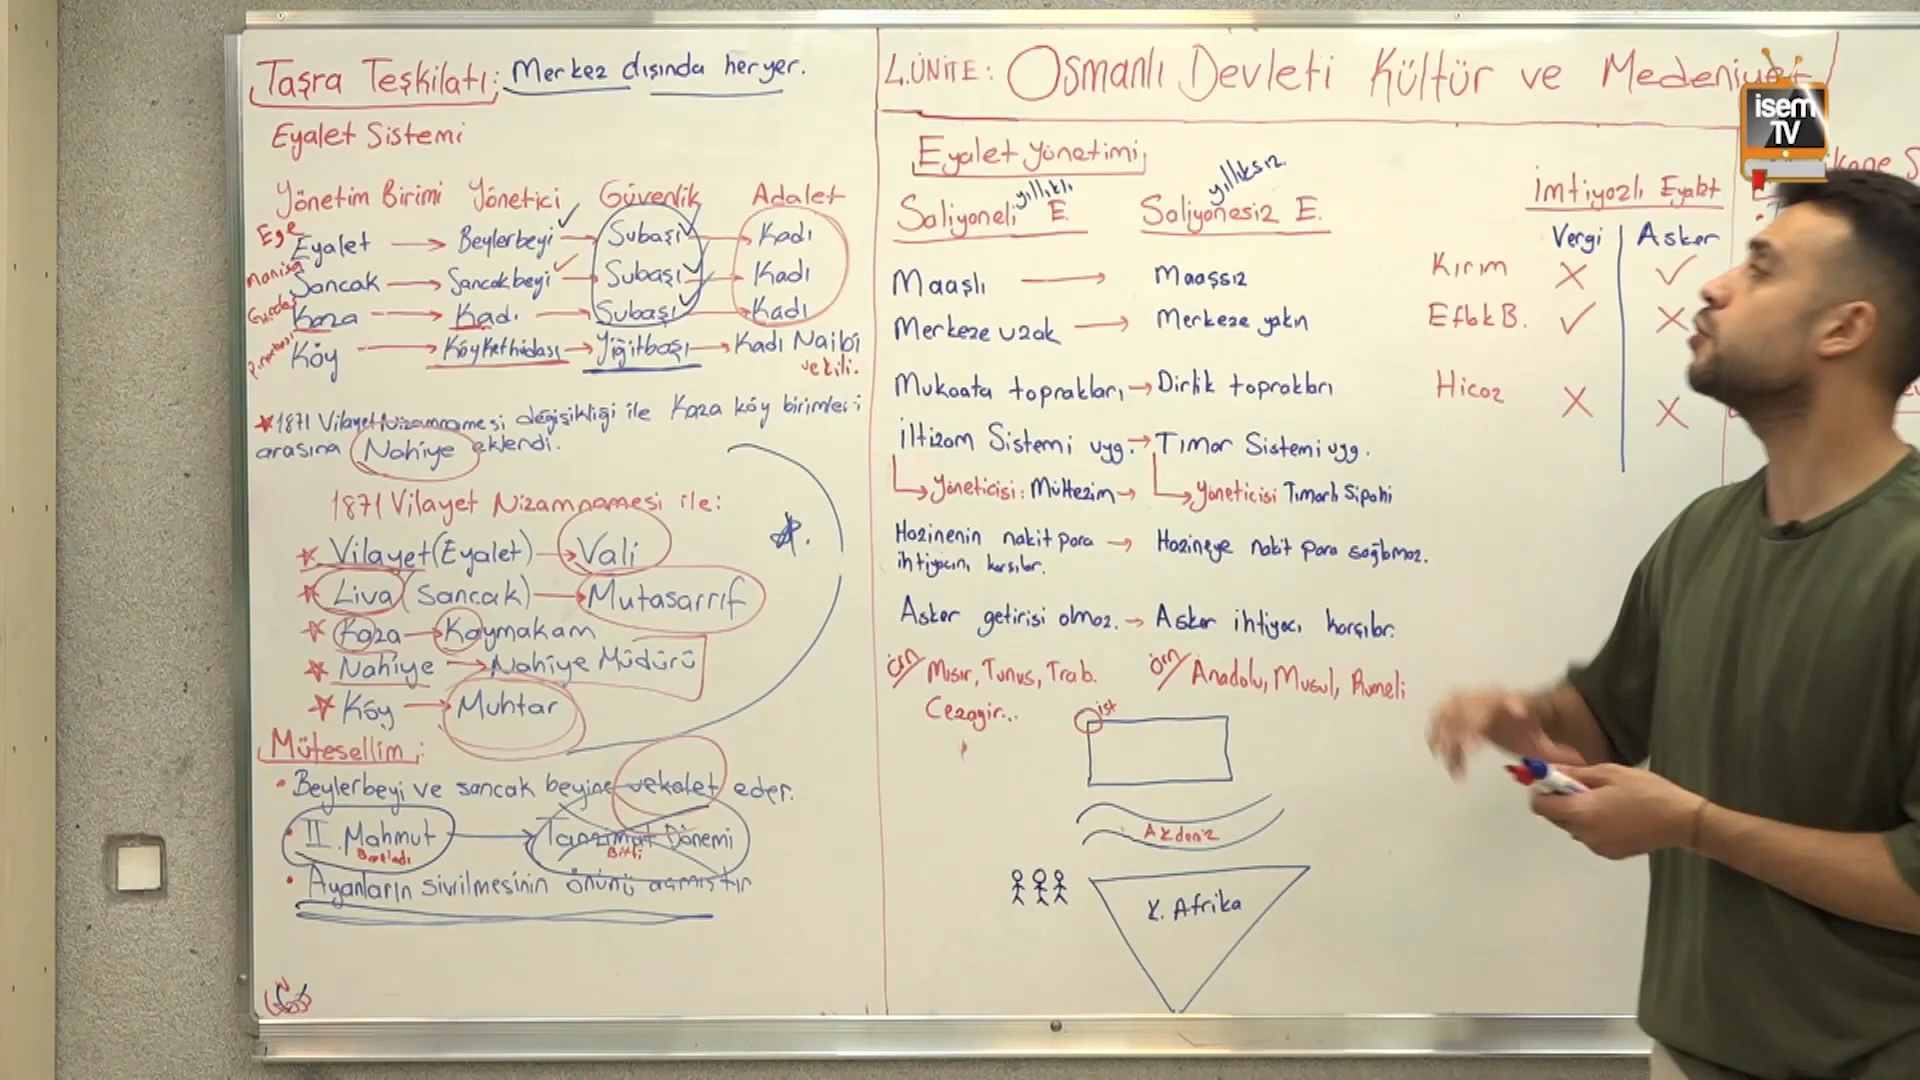 Taşra Teşkilatı: Merkez dışında her yer.
Eyalet Sistemi
Yönetim Birimi Yönetici Güvenlik Adalet
Ege Eyalet → Beylerbeyi → Subaşı → Kadı
Manisa Sancak → Sancakbeyi → Subaşı → Kadı
Kaza → Kadı → Subaşı → Kadı
Köy → Köy Kethüdası → Yiğitbaşı → Kadı Naibi
vekili.
1871 Vilayet Nizamnamesi değişikliği ile Kaza köy birimleri
arasına Nahiye eklendi.
1871 Vilayet Nizamnamesi ile:
Vilayet (Eyalet) → Vali
Liva (Sancak) → Mutasarrıf
Kaza → Kaymakam
Nahiye → Nahiye Müdürü
Köy → Muhtar
Mütesellim:
• Beylerbeyi ve sancak beyine vekalet eder.
• II. Mahmut → Tanzimat Dönemi
Başladı Bitti
• Ayanların sivrilmesinin önünü açmıştır
4.ÜNİTE: Osmanlı Devleti Kültür ve Medeniyet
Eyalet Yönetimi
yıllıklı yıllıksız.
Saliyaneli E. Saliyanesiz E.
Maaşlı → Maaşsız
Merkeze uzak → Merkeze yakın
Mukaata toprakları → Dirlik toprakları
İltizam Sistemi uyg. → Tımar Sistemi uyg.
Yöneticisi: Mültezim → Yöneticisi Tımarlı Sipahi
Hazinenin nakit para → Hazineye nakit para sağlamaz.
ihtiyacını karşılar.
Asker getirisi olmaz. → Asker ihtiyacı karşılar.
Örn/ Mısır, Tunus, Trab. Örn/ Anadolu, Musul, Rumeli
Cezayir...
ist
Akdeniz
K. Afrika
İmtiyazlı Eyalet
Vergi Asker
Kırım X ✓
Eflak B. ✓ X
Hicaz X X
isem
TV